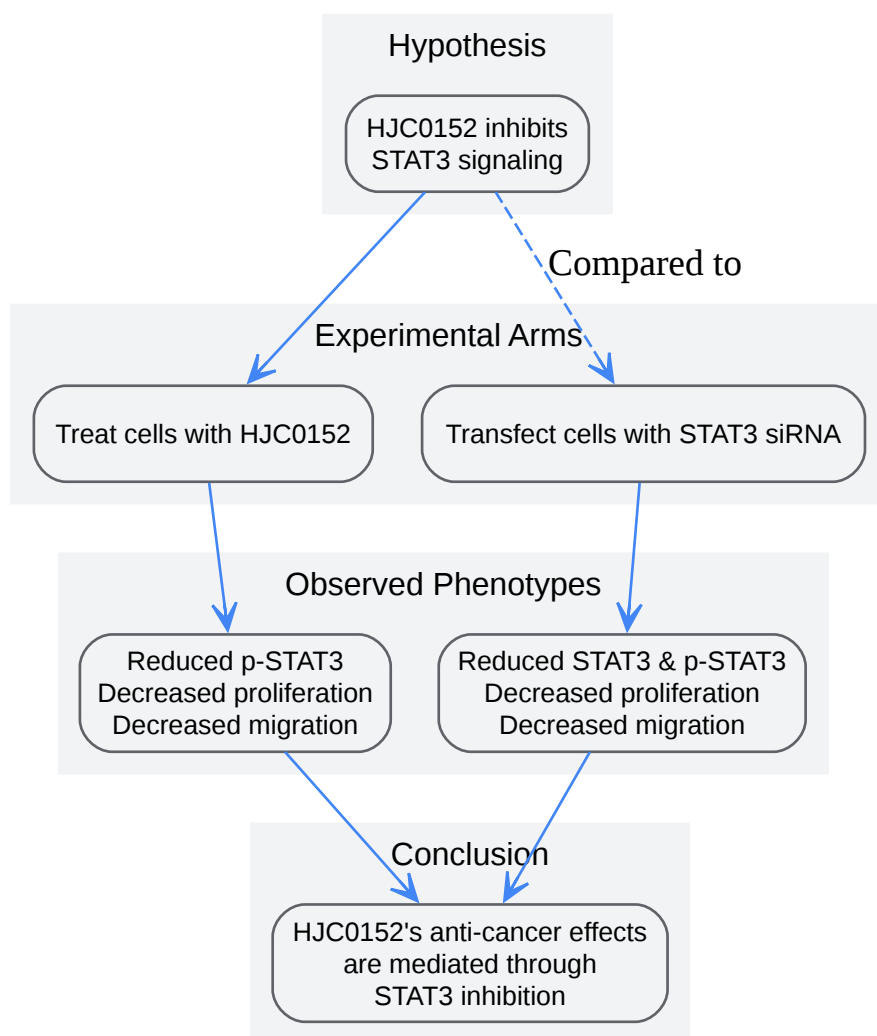 Hypothesis
HJC0152 inhibits
STAT3 signaling
Compared to
Experimental Arms
Treat cells with HJC0152
Transfect cells with STAT3 siRNA
Observed Phenotypes
Reduced p-STAT3
Decreased proliferation
Decreased migration
Reduced STAT3 & p-STAT3
Decreased proliferation
Decreased migration
Conclusion
HJC0152's anti-cancer effects
are mediated through
STAT3 inhibition